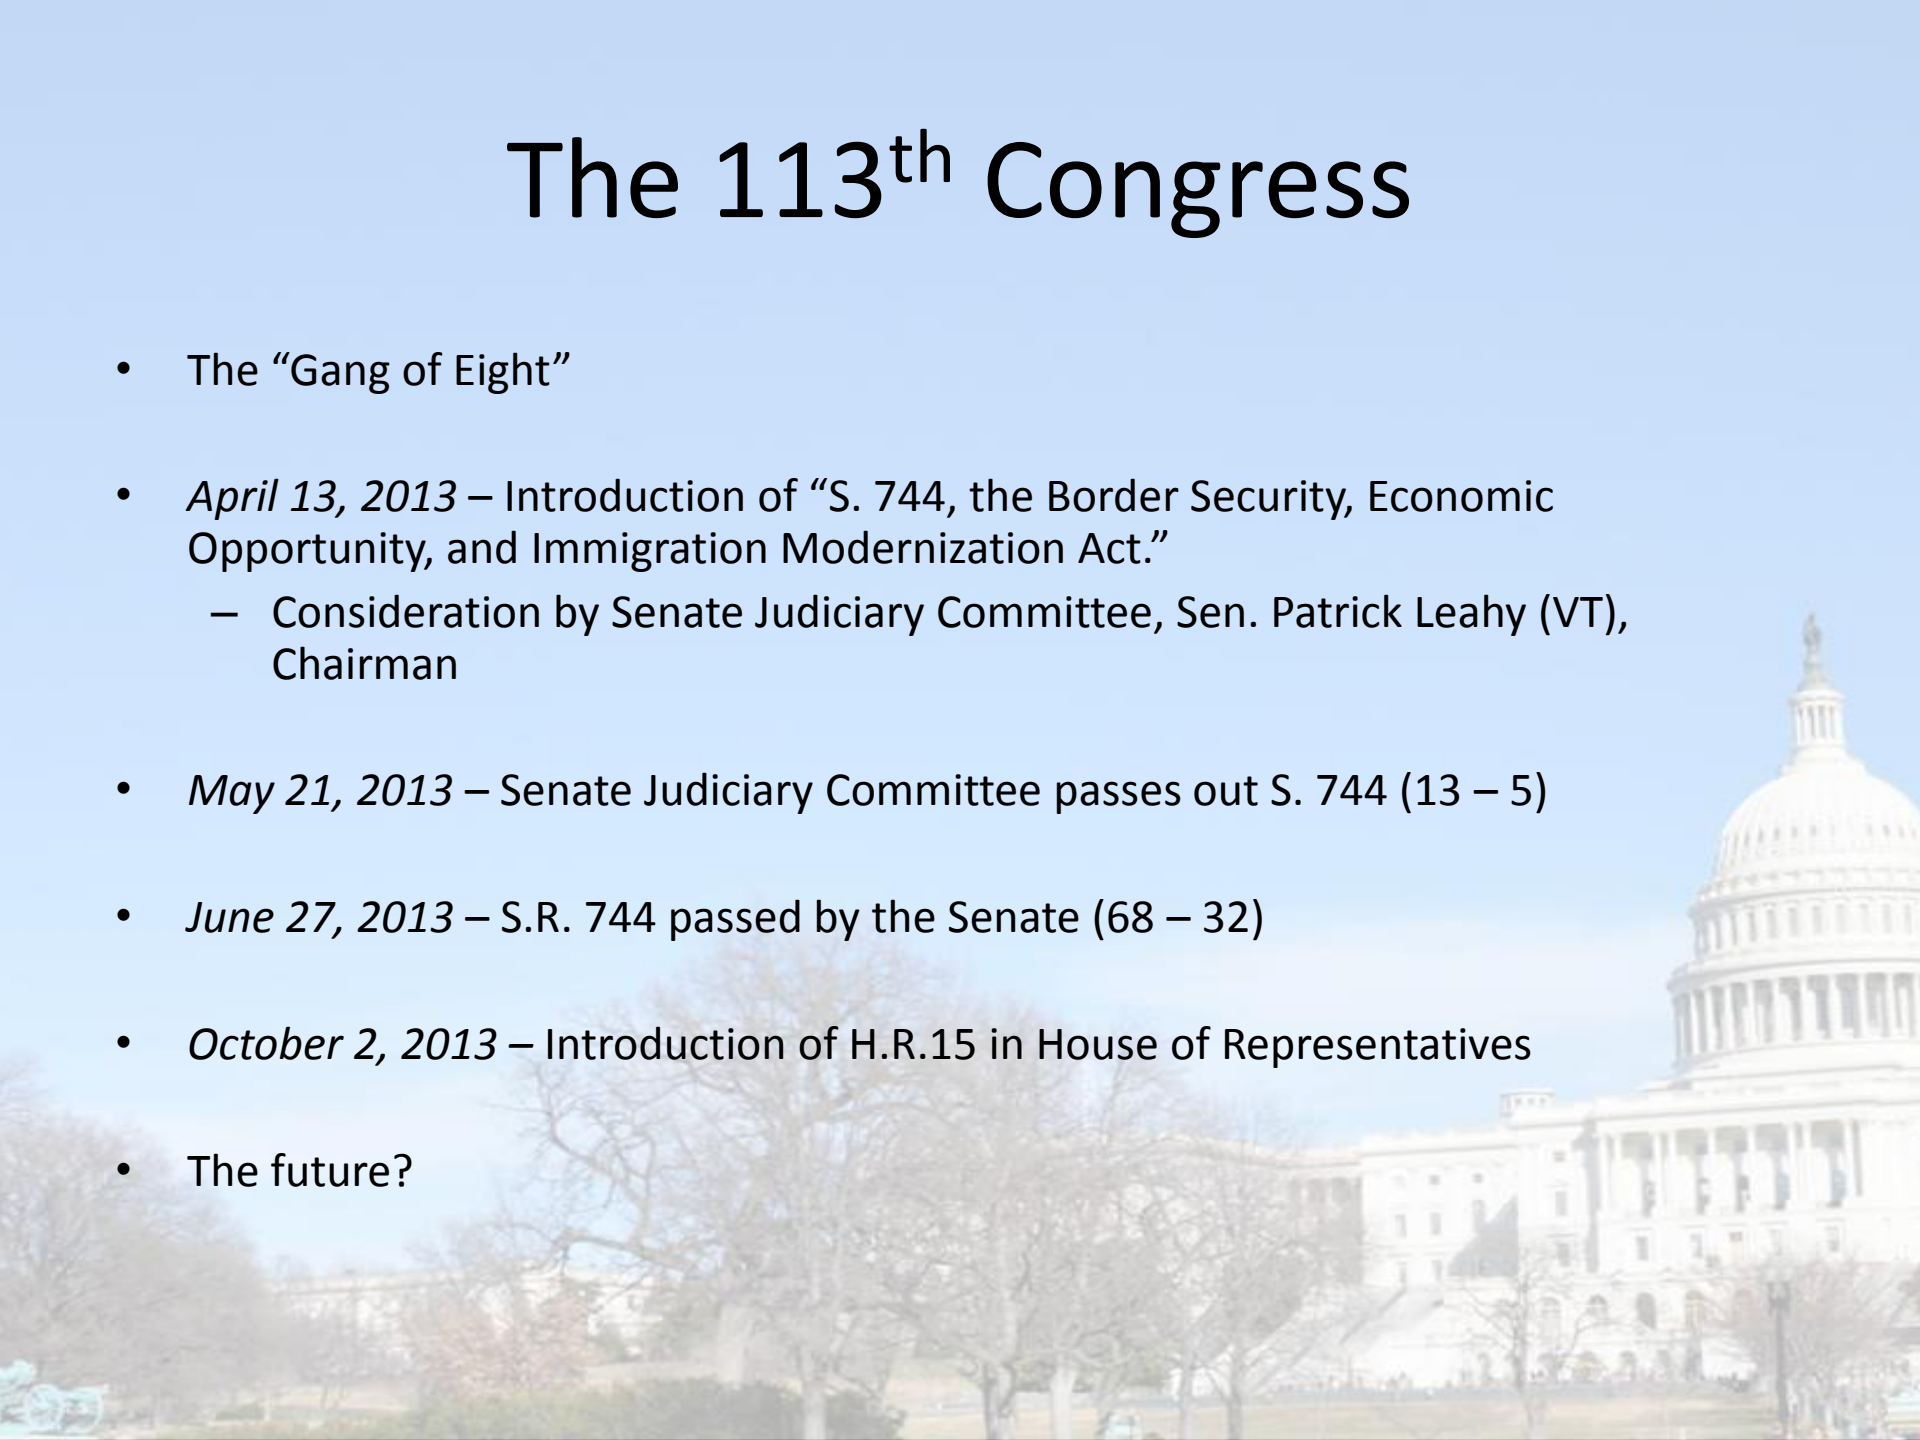 The 113th Congress
• The “Gang of Eight”
• April 13, 2013 – Introduction of “S. 744, the Border Security, Economic
Opportunity, and Immigration Modernization Act.”
– Consideration by Senate Judiciary Committee, Sen. Patrick Leahy (VT),
Chairman
• May 21, 2013 – Senate Judiciary Committee passes out S. 744 (13 – 5)
• June 27, 2013 – S.R. 744 passed by the Senate (68 – 32)
• October 2, 2013 – Introduction of H.R.15 in House of Representatives
• The future?